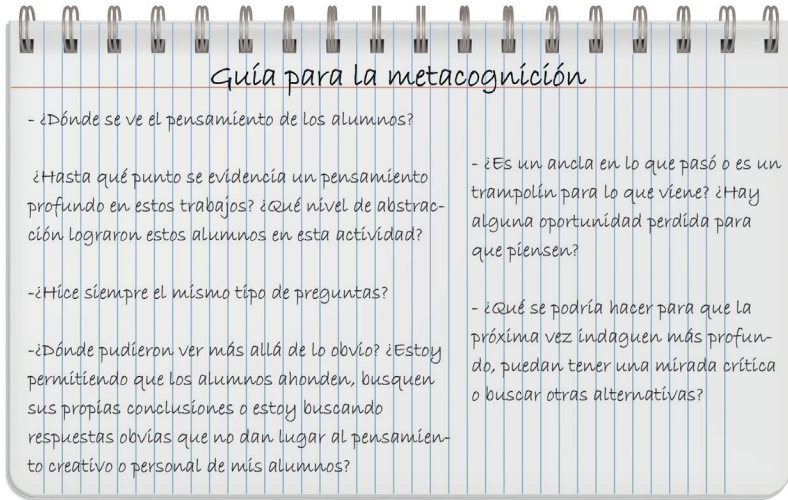 Guía para la metacognición
- ¿Dónde se ve el pensamiento de los alumnos?
¿Hasta qué punto se evidencia un pensamiento
profundo en estos trabajos? ¿Qué nivel de abstrac-
ción lograron estos alumnos en esta actividad?
-¿Hice siempre el mismo tipo de preguntas?
-¿Dónde pudieron ver más allá de lo obvio? ¿Estoy
permitiendo que los alumnos ahonden, busquen
sus propias conclusiones o estoy buscando
respuestas obvias que no dan lugar al pensamien-
to creativo o personal de mis alumnos?
- ¿Es un ancla en lo que pasó o es un
trampolín para lo que viene? ¿Hay
alguna oportunidad perdida para
que piensen?
- ¿Qué se podría hacer para que la
próxima vez indaguen más profun-
do, puedan tener una mirada crítica
o buscar otras alternativas?